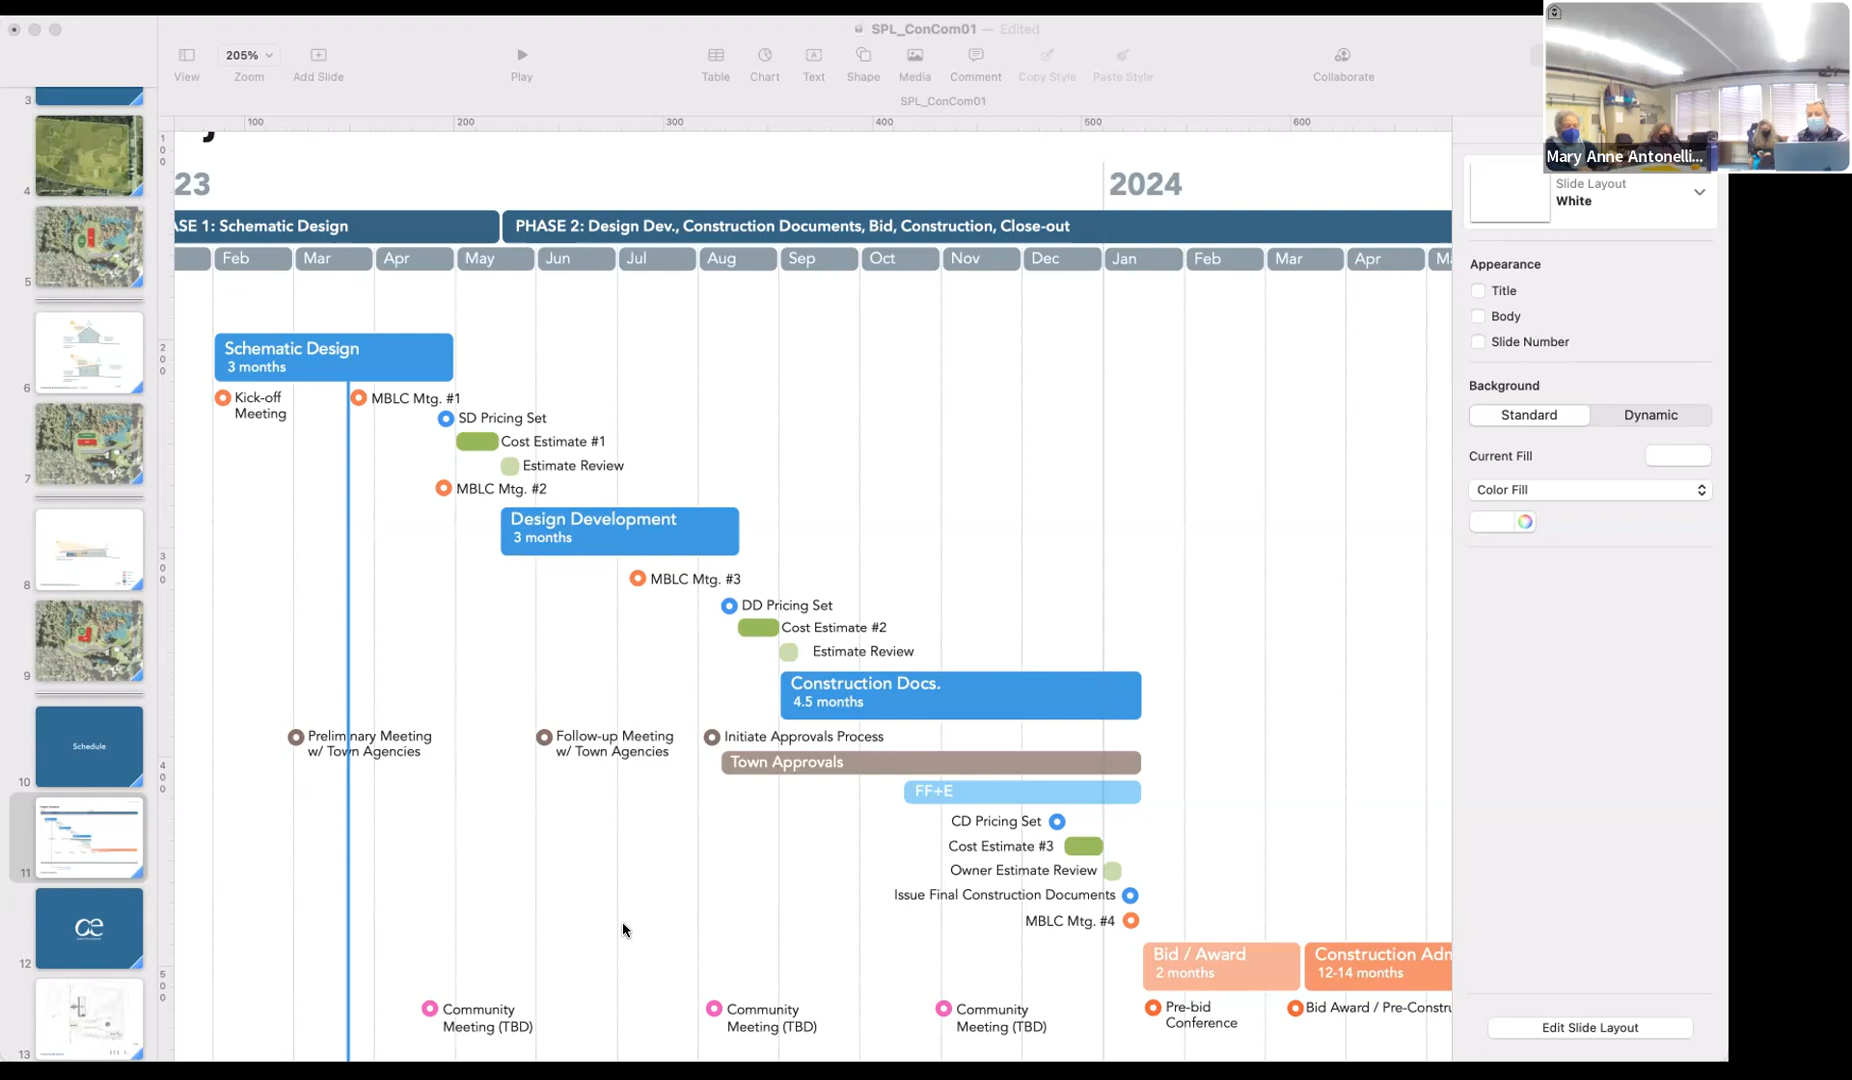 SPL_ConCom01 — Edited
205%
View
Zoom
Add Slide
Play
Table
Chart
Text
Shape
Media
Comment
Copy Style
Paste Style
Collaborate
SPL_ConCom01
100
200
300
400
500
600
100
200
300
400
500
3
4
5
6
7
8
9
Schedule
10
11
12
13
23
2024
ASE 1: Schematic Design
PHASE 2: Design Dev., Construction Documents, Bid, Construction, Close-out
Feb
Mar
Apr
May
Jun
Jul
Aug
Sep
Oct
Nov
Dec
Jan
Feb
Mar
Apr
Schematic Design
3 months
Kick-off
Meeting
MBLC Mtg. #1
SD Pricing Set
Cost Estimate #1
Estimate Review
MBLC Mtg. #2
Design Development
3 months
MBLC Mtg. #3
DD Pricing Set
Cost Estimate #2
Estimate Review
Construction Docs.
4.5 months
Preliminary Meeting
w/ Town Agencies
Follow-up Meeting
w/ Town Agencies
Initiate Approvals Process
Town Approvals
FF+E
CD Pricing Set
Cost Estimate #3
Owner Estimate Review
Issue Final Construction Documents
MBLC Mtg. #4
Bid / Award
2 months
Construction Adm
12-14 months
Community
Meeting (TBD)
Community
Meeting (TBD)
Community
Meeting (TBD)
Pre-bid
Conference
Bid Award / Pre-Constru
Mary Anne Antonelli...
Slide Layout
White
Appearance
Title
Body
Slide Number
Background
Standard
Dynamic
Current Fill
Color Fill
Edit Slide Layout